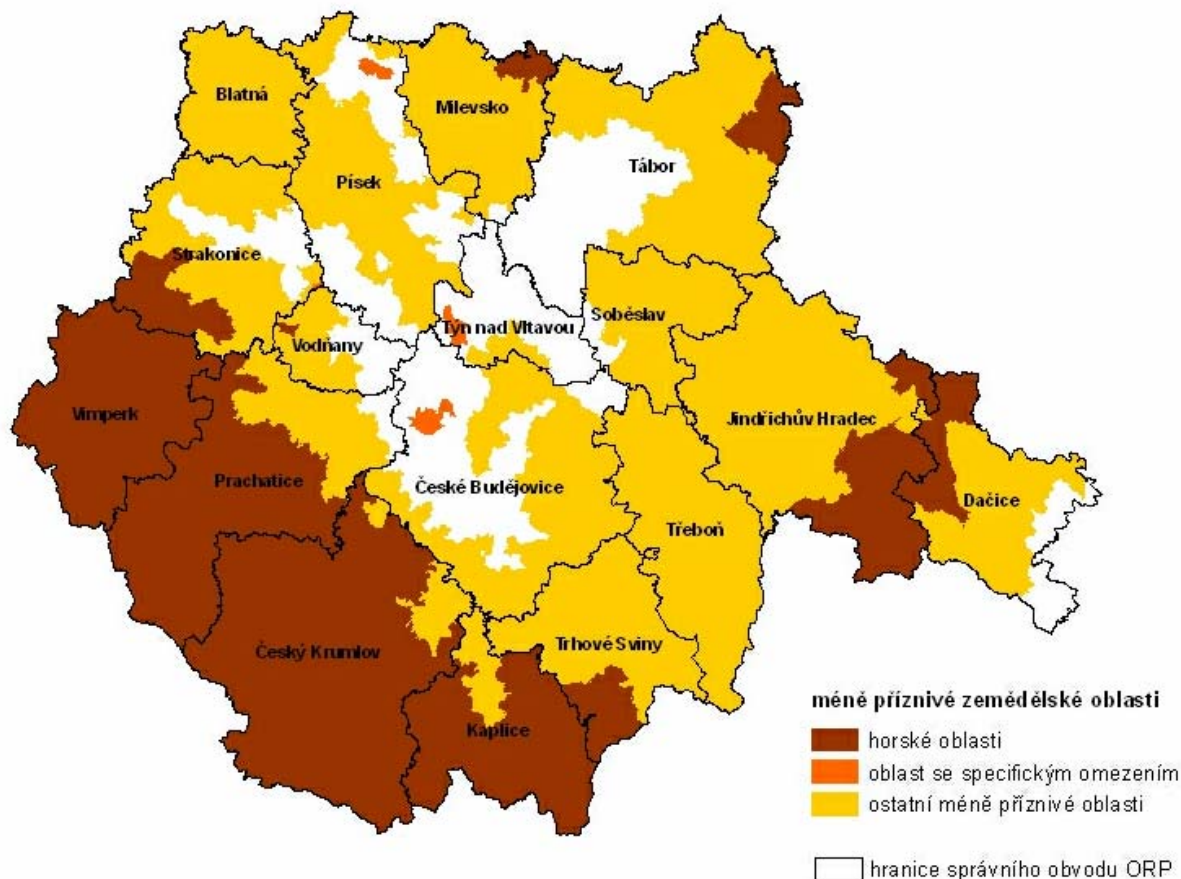 Blatná
Milevsko
Tábor
Písek
Strakonice
Soběslav
Týn nad Vltavou
Vodňany
Vimperk
Jindřichův Hradec
Prachatice
České Budějovice
Dačice
Třeboň
Český Krumlov
Trhové Sviny
Kaplice
méně příznivé zemědělské oblasti
horské oblasti
oblast se specifickým omezením
ostatní méně příznivé oblasti
hranice správního obvodu ORP